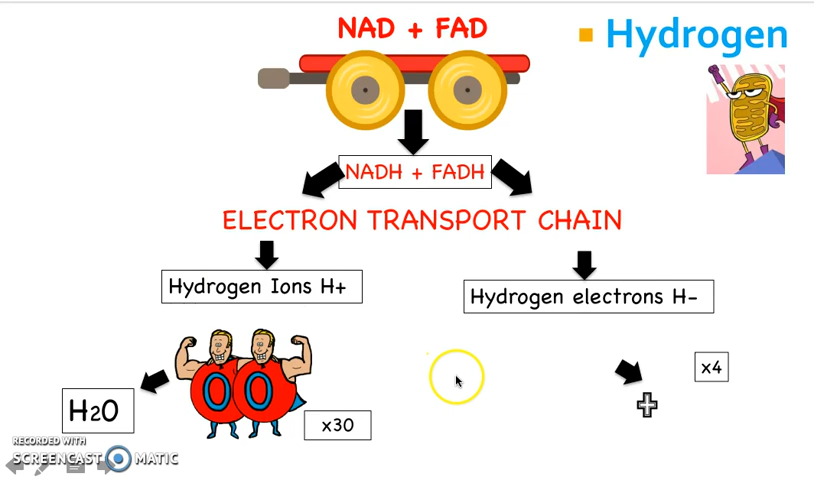 NAD + FAD
Hydrogen
NADH + FADH
ELECTRON TRANSPORT CHAIN
Hydrogen Ions H+
Hydrogen electrons H-
O O
x4
H2O
x30
RECORDED WITH
SCREENCAST MATIC